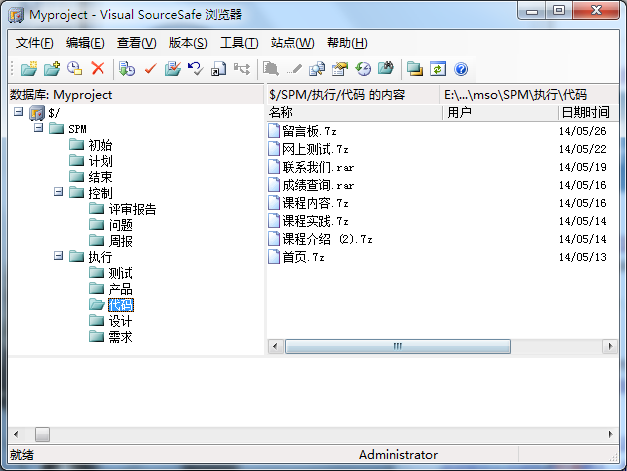 Myproject - Visual SourceSafe 浏览器
文件(F) 编辑(E) 查看(V) 版本(S) 工具(T) 站点(W) 帮助(H)
数据库: Myproject
$/
SPM
初始
计划
结束
控制
评审报告
问题
周报
执行
测试
产品
代码
设计
需求
$/SPM/执行/代码 的内容 E:\...\mso\SPM\执行\代码
名称 用户 日期时间
留言板.7z 14/05/26
网上测试.7z 14/05/22
联系我们.rar 14/05/19
成绩查询.rar 14/05/16
课程内容.7z 14/05/16
课程实践.7z 14/05/14
课程介绍 (2).7z 14/05/14
首页.7z 14/05/13
就绪 Administrator